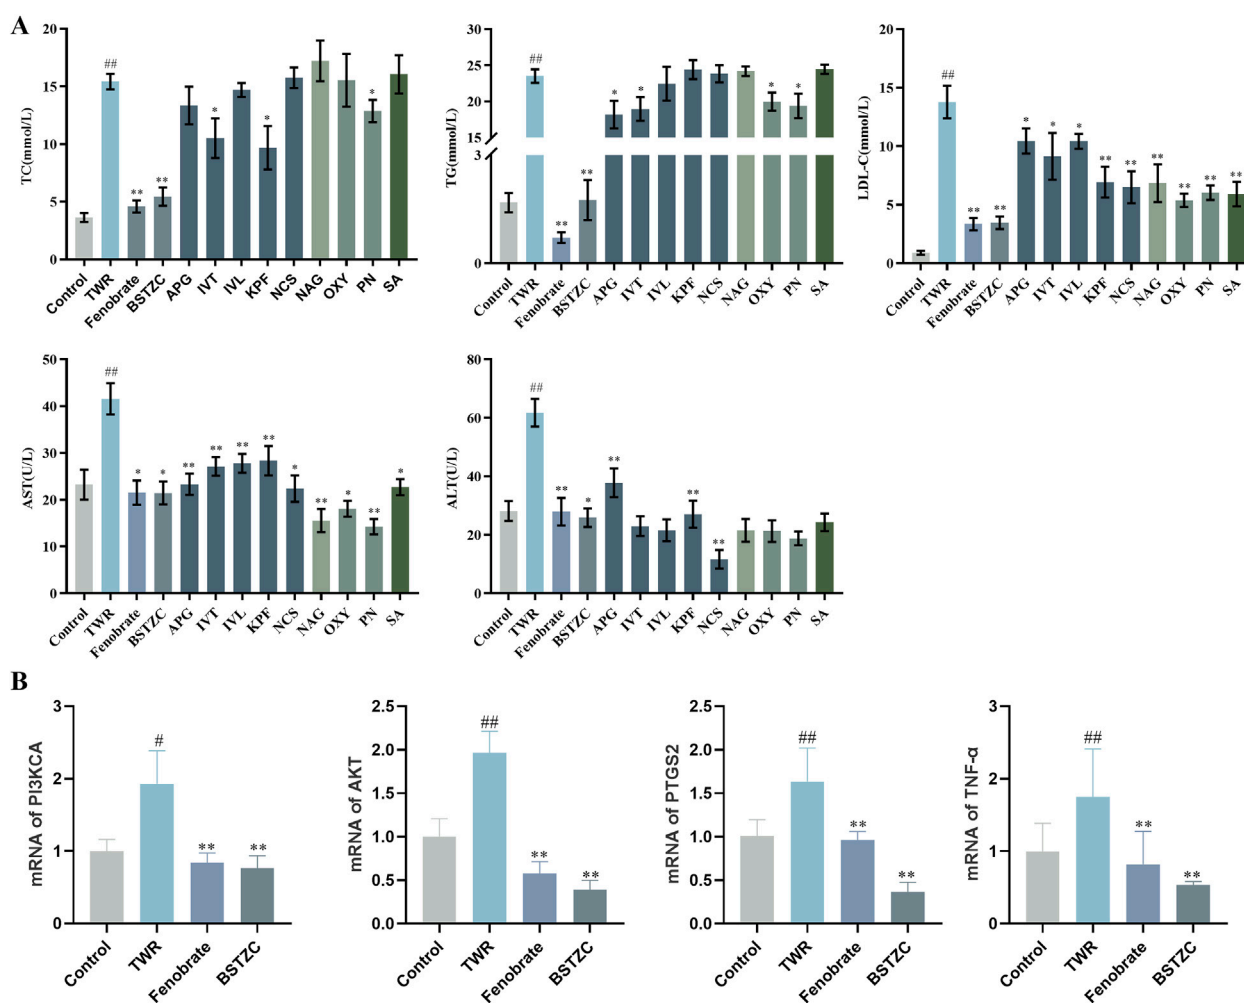 A
TC(mmol/L)
20
15
10
5
0
##
**
**
*
*
*
Control
TWR
Fenobrate
BSTZC
APG
IVT
IVL
KPF
NCS
NAG
OXY
PN
SA
TG(mmol/L)
30
25
20
15
3
0
##
**
**
*
*
*
*
Control
TWR
Fenobrate
BSTZC
APG
IVT
IVL
KPF
NCS
NAG
OXY
PN
SA
LDL-C(mmol/L)
20
15
10
5
0
##
**
**
*
*
*
**
**
**
**
**
**
Control
TWR
Fenobrate
BSTZC
APG
IVT
IVL
KPF
NCS
NAG
OXY
PN
SA
AST(U/L)
50
40
30
20
10
0
##
*
*
**
**
**
**
*
**
*
**
*
Control
TWR
Fenobrate
BSTZC
APG
IVT
IVL
KPF
NCS
NAG
OXY
PN
SA
ALT(U/L)
80
60
40
20
0
##
**
*
**
**
**
Control
TWR
Fenobrate
BSTZC
APG
IVT
IVL
KPF
NCS
NAG
OXY
PN
SA
B
mRNA of PI3KCA
3
2
1
0
#
**
**
Control
TWR
Fenobrate
BSTZC
mRNA of AKT
2.5
2.0
1.5
1.0
0.5
0.0
##
**
**
Control
TWR
Fenobrate
BSTZC
mRNA of PTGS2
2.5
2.0
1.5
1.0
0.5
0.0
##
**
**
Control
TWR
Fenobrate
BSTZC
mRNA of TNF-α
3
2
1
0
##
**
**
Control
TWR
Fenobrate
BSTZC